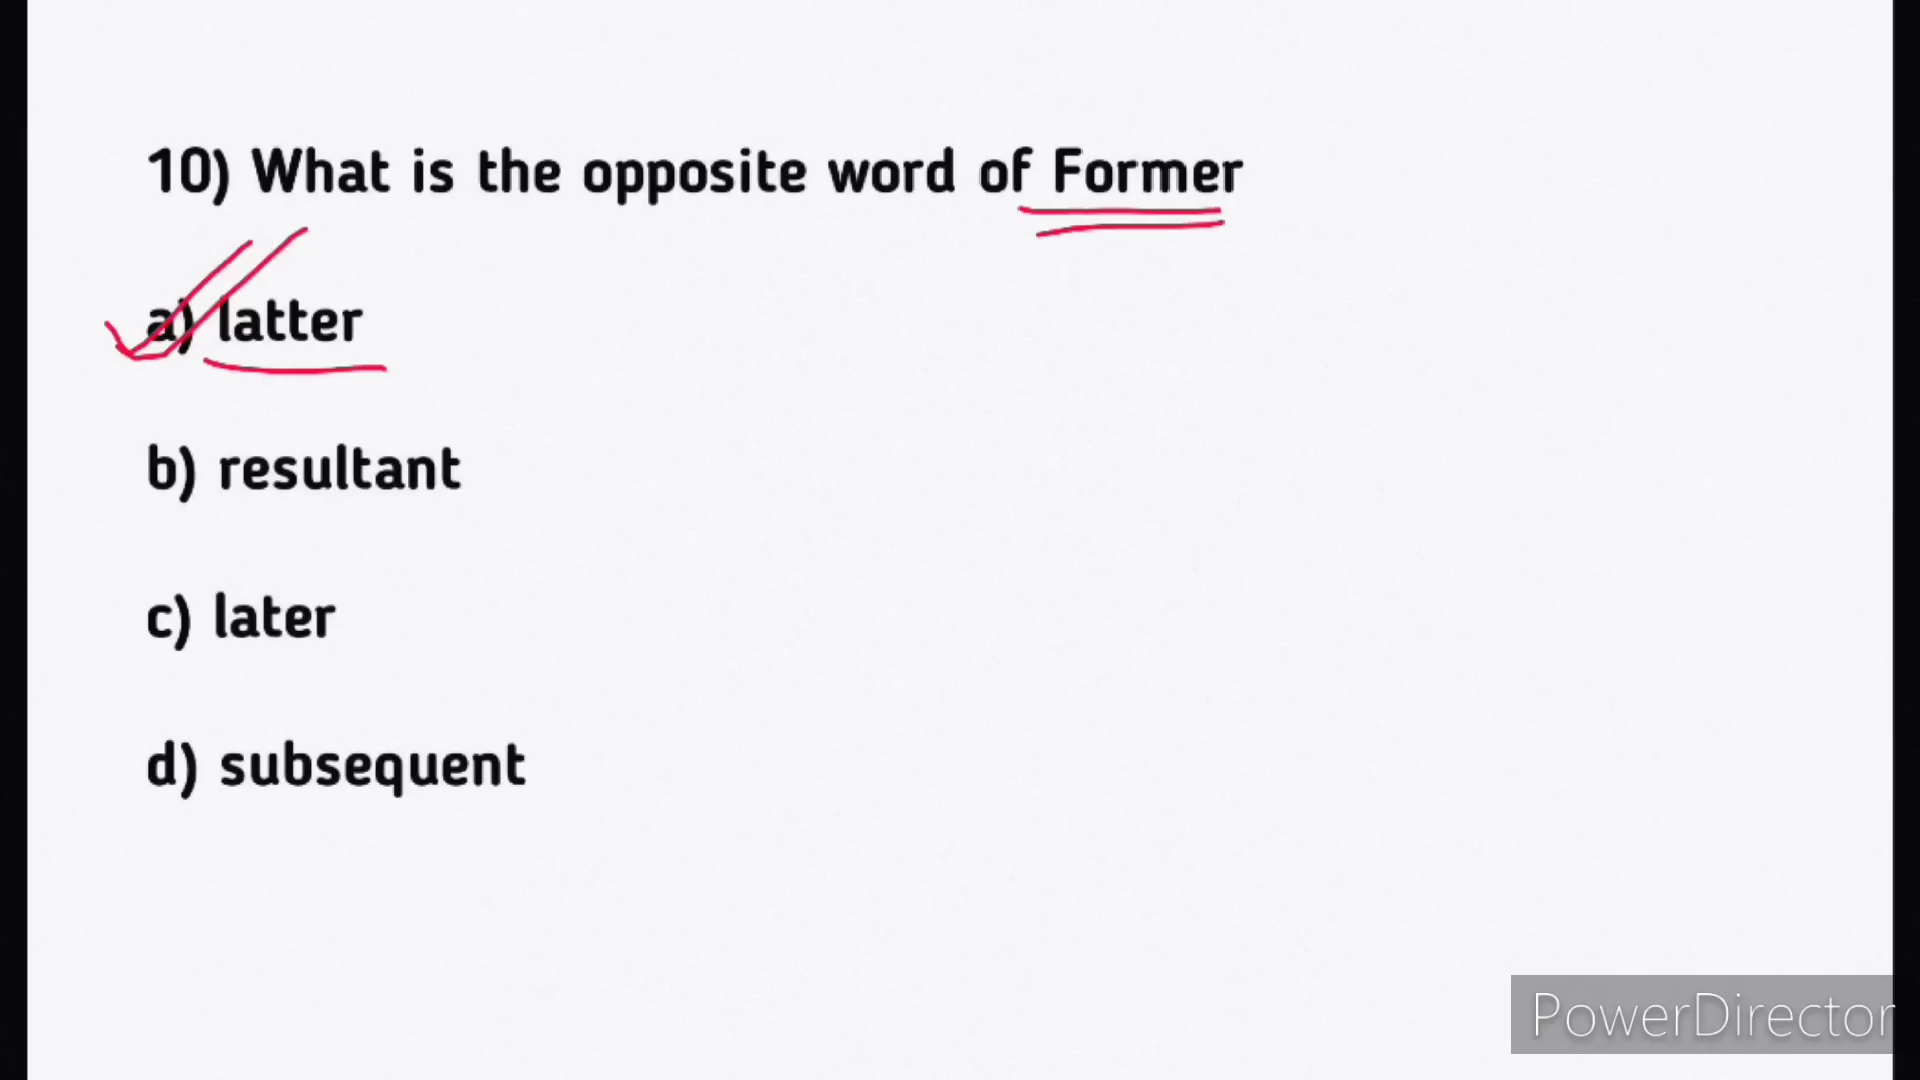 10) What is the opposite word of Former
a) latter
b) resultant
c) later
d) subsequent
PowerDirector